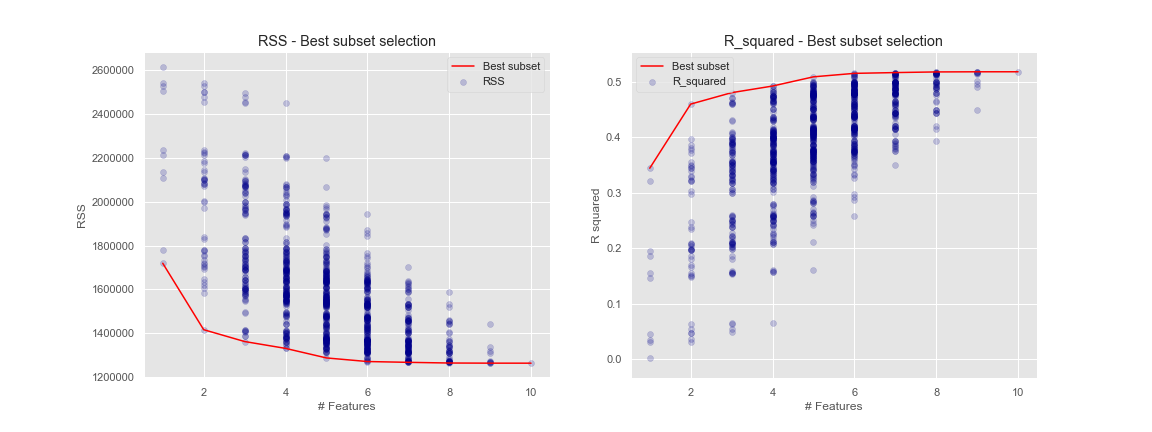 RSS - Best subset selection
2600000
2400000
2200000
2000000
1800000
1600000
1400000
1200000
RSS
2
4
6
8
10
# Features
Best subset
RSS
R_squared - Best subset selection
0.5
0.4
0.3
0.2
0.1
0.0
R squared
2
4
6
8
10
# Features
Best subset
R_squared